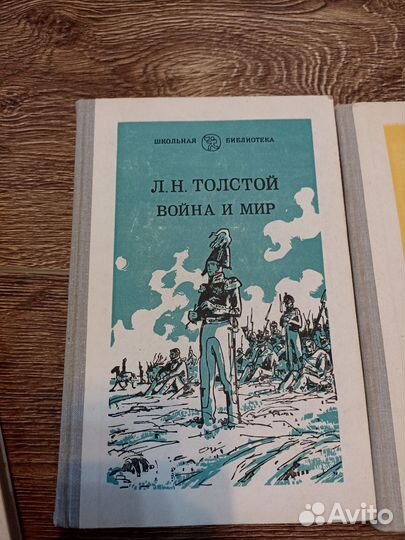 ШКОЛЬНАЯ БИБЛИОТЕКА
Л. Н. ТОЛСТОЙ
ВОЙНА И МИР
Avito